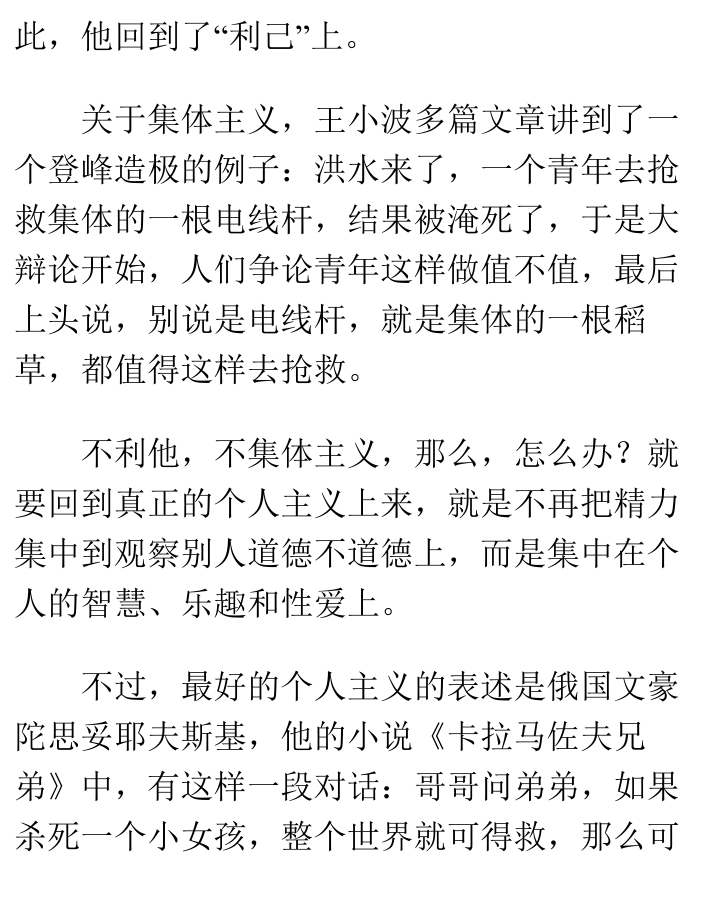 此，他回到了“利己”上。
关于集体主义，王小波多篇文章讲到了一
个登峰造极的例子：洪水来了，一个青年去抢
救集体的一根电线杆，结果被淹死了，于是大
辩论开始，人们争论青年这样做值不值，最后
上头说，别说是电线杆，就是集体的一根稻
草，都值得这样去抢救。
不利他，不集体主义，那么，怎么办？就
要回到真正的个人主义上来，就是不再把精力
集中到观察别人道德不道德上，而是集中在个
人的智慧、乐趣和性爱上。
不过，最好的个人主义的表述是俄国文豪
陀思妥耶夫斯基，他的小说《卡拉马佐夫兄
弟》中，有这样一段对话：哥哥问弟弟，如果
杀死一个小女孩，整个世界就可得救，那么可